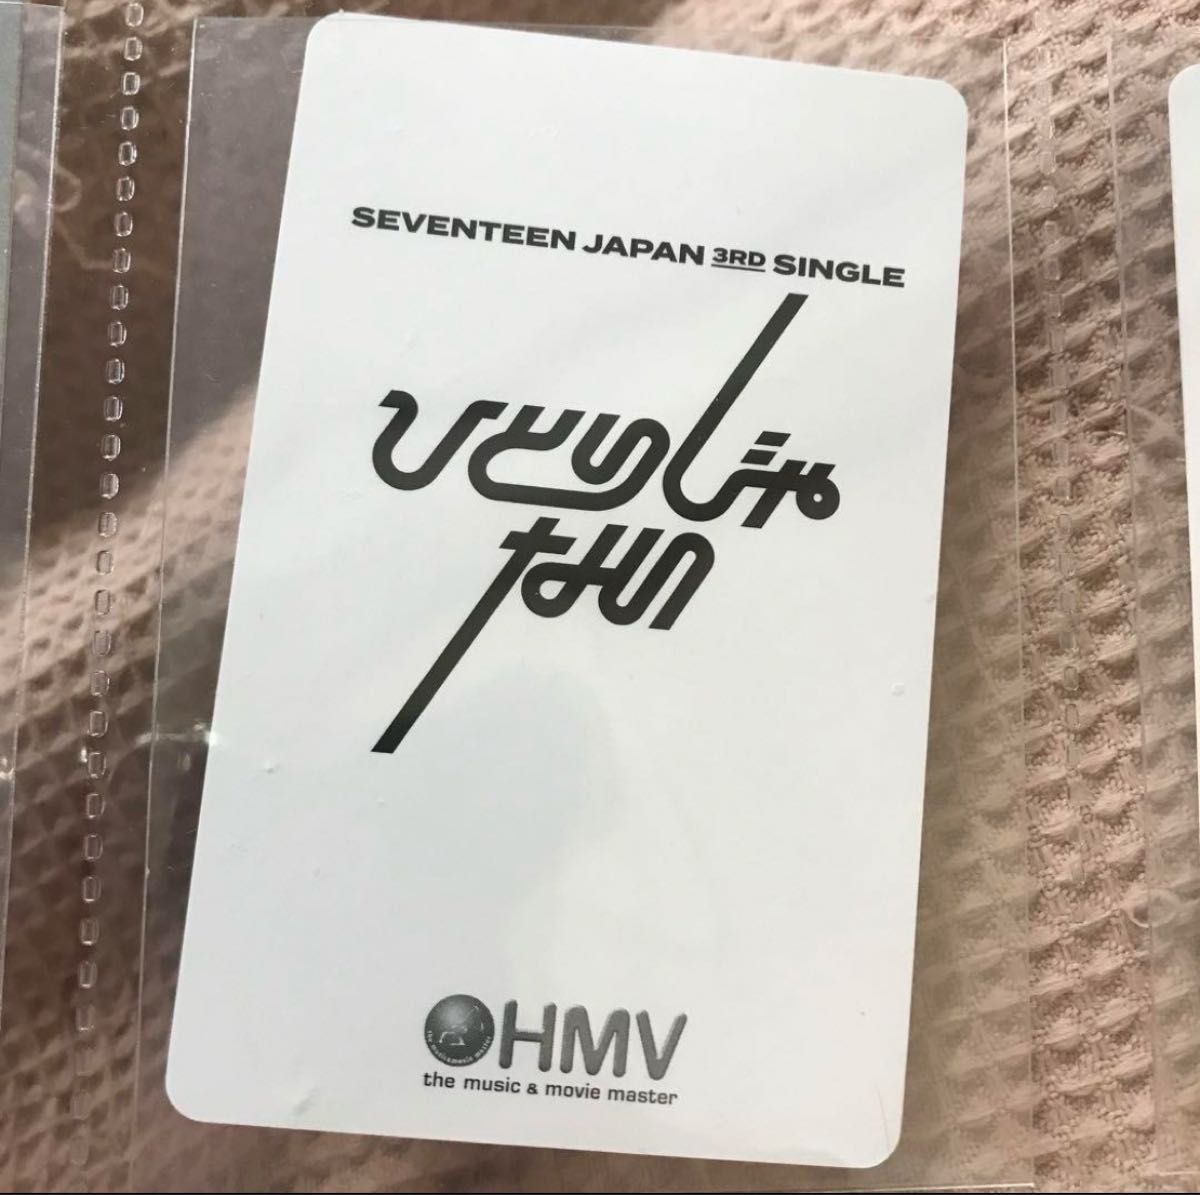 SEVENTEEN JAPAN 3RD SINGLE
ひとりじゃ
ない
HMV
the music & movie master